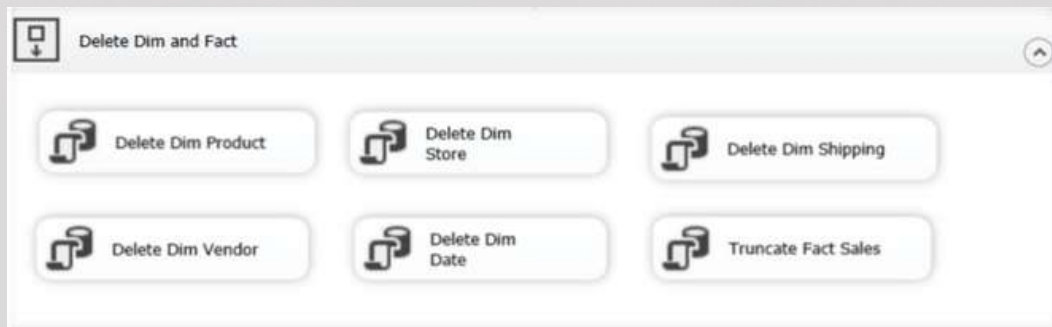 Delete Dim and Fact
Delete Dim Product
Delete Dim
Store
Delete Dim Shipping
Delete Dim Vendor
Delete Dim
Date
Truncate Fact Sales